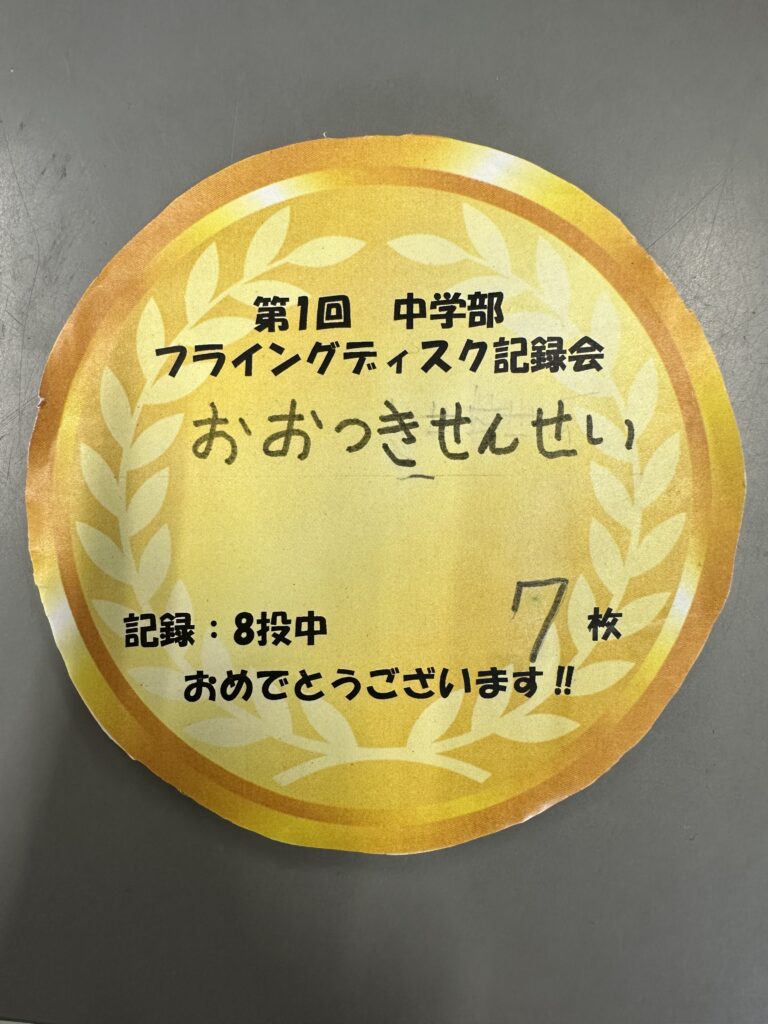 第1回　中学部
フライングディスク記録会
おおつきせんせい
記録：8投中　7枚
おめでとうございます!!